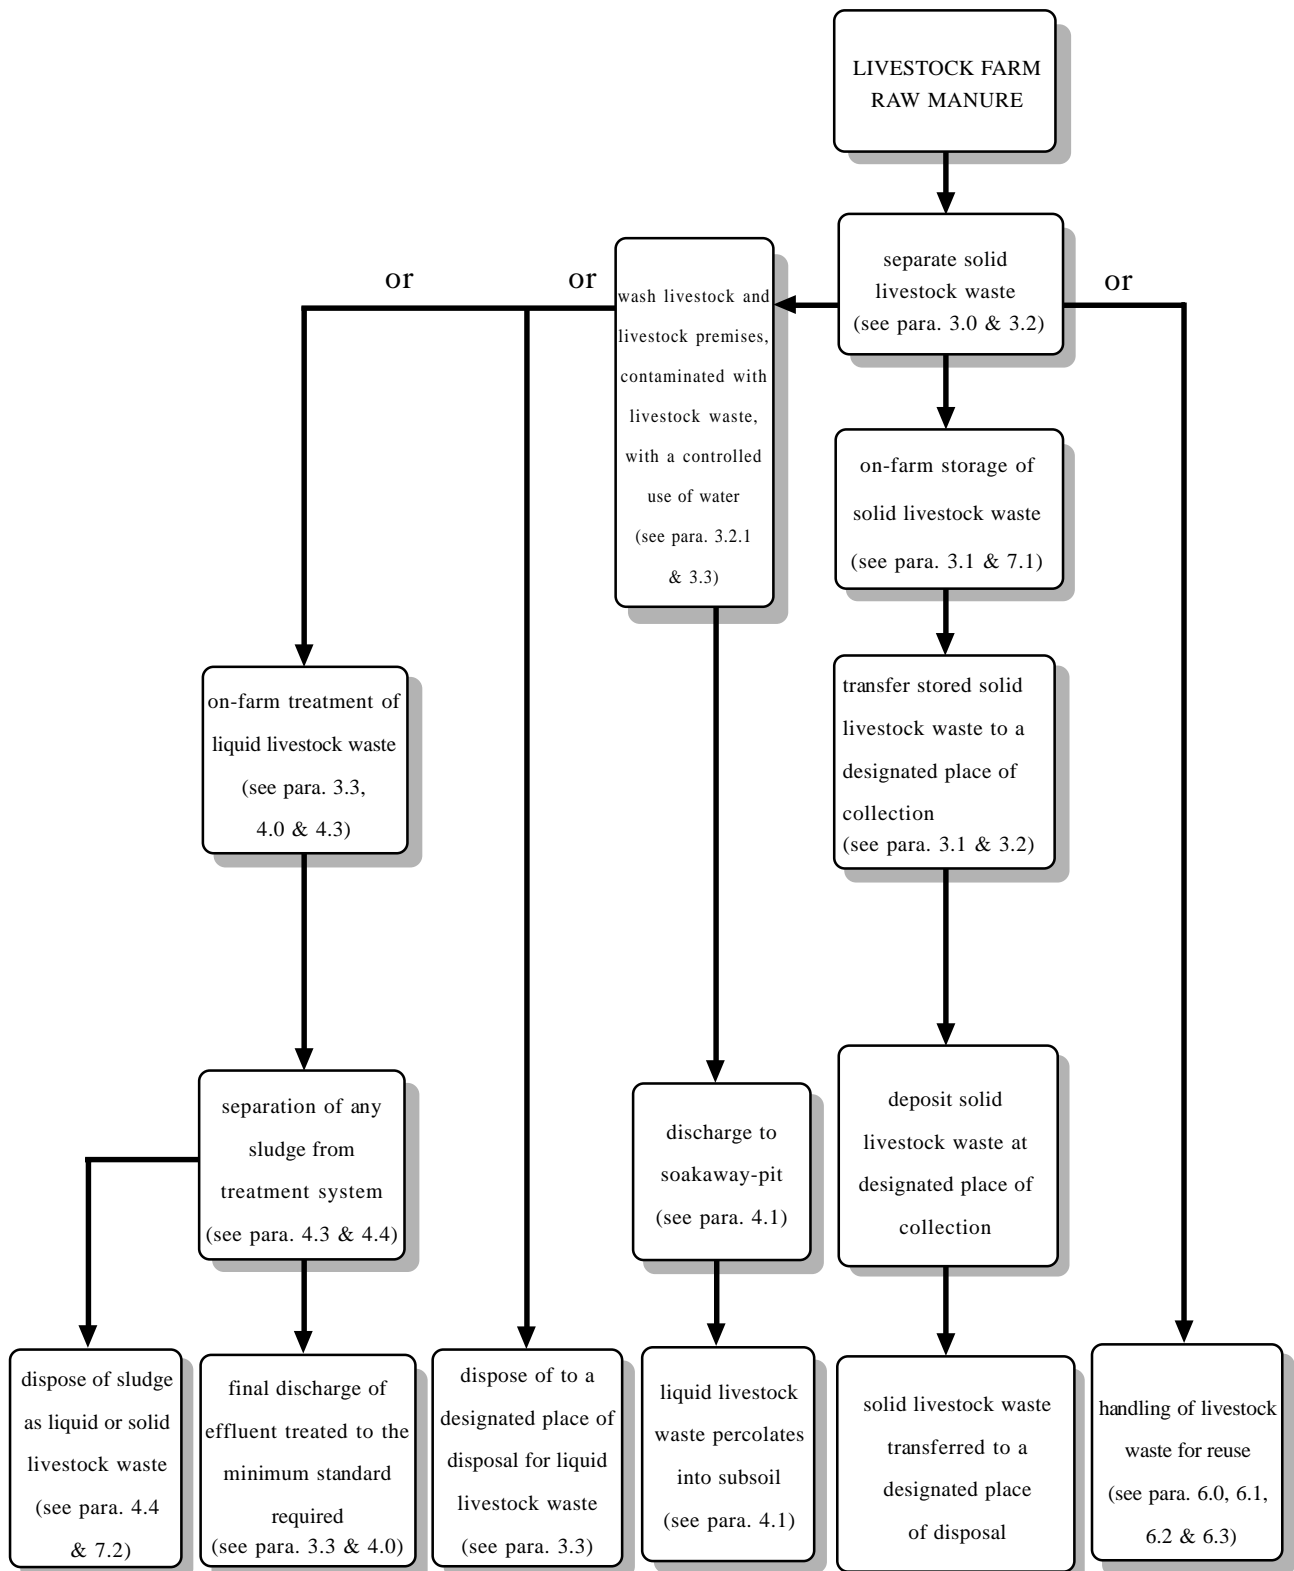 LIVESTOCK FARM
RAW MANURE
separate solid
livestock waste
(see para. 3.0 & 3.2)
or
or
or
wash livestock and
livestock premises,
contaminated with
livestock waste,
with a controlled
use of water
(see para. 3.2.1
& 3.3)
on-farm storage of
solid livestock waste
(see para. 3.1 & 7.1)
on-farm treatment of
liquid livestock waste
(see para. 3.3,
4.0 & 4.3)
transfer stored solid
livestock waste to a
designated place of
collection
(see para. 3.1 & 3.2)
separation of any
sludge from
treatment system
(see para. 4.3 & 4.4)
discharge to
soakaway-pit
(see para. 4.1)
deposit solid
livestock waste at
designated place of
collection
dispose of sludge
as liquid or solid
livestock waste
(see para. 4.4
& 7.2)
final discharge of
effluent treated to the
minimum standard
required
(see para. 3.3 & 4.0)
dispose of to a
designated place of
disposal for liquid
livestock waste
(see para. 3.3)
liquid livestock
waste percolates
into subsoil
(see para. 4.1)
solid livestock waste
transferred to a
designated place
of disposal
handling of livestock
waste for reuse
(see para. 6.0, 6.1,
6.2 & 6.3)